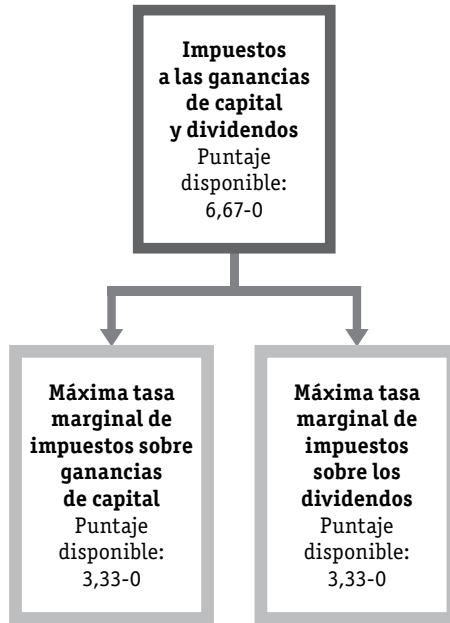 Impuestos
a las ganancias
de capital
y dividendos
Puntaje
disponible:
6,67-0
Máxima tasa
marginal de
impuestos sobre
ganancias
de capital
Puntaje
disponible:
3,33-0
Máxima tasa
marginal de
impuestos
sobre los
dividendos
Puntaje
disponible:
3,33-0